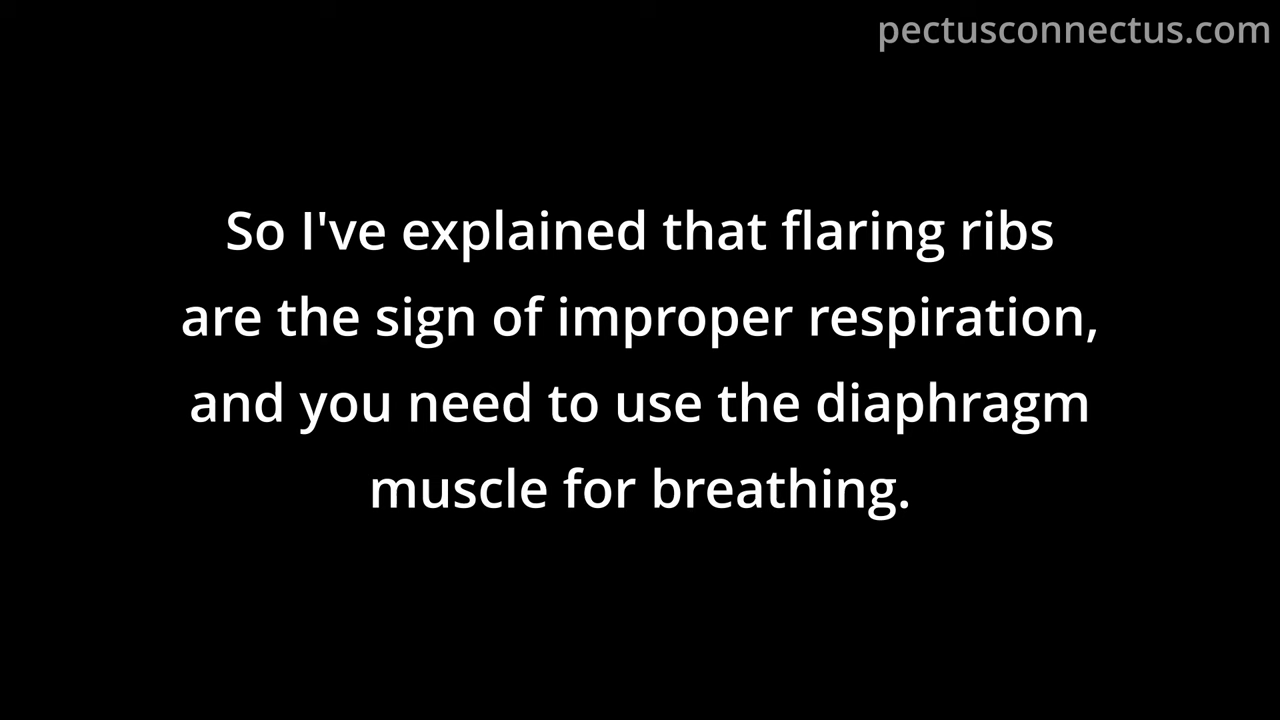 pectusconnectus.com
So I've explained that flaring ribs
are the sign of improper respiration,
and you need to use the diaphragm
muscle for breathing.